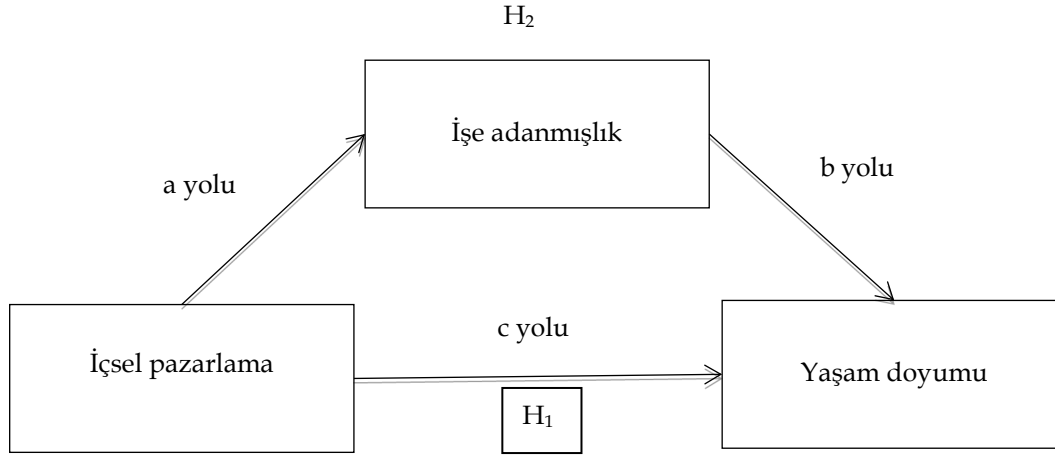 H₂
İşe adanmışlık
a yolu
b yolu
c yolu
İçsel pazarlama
Yaşam doyumu
H₁